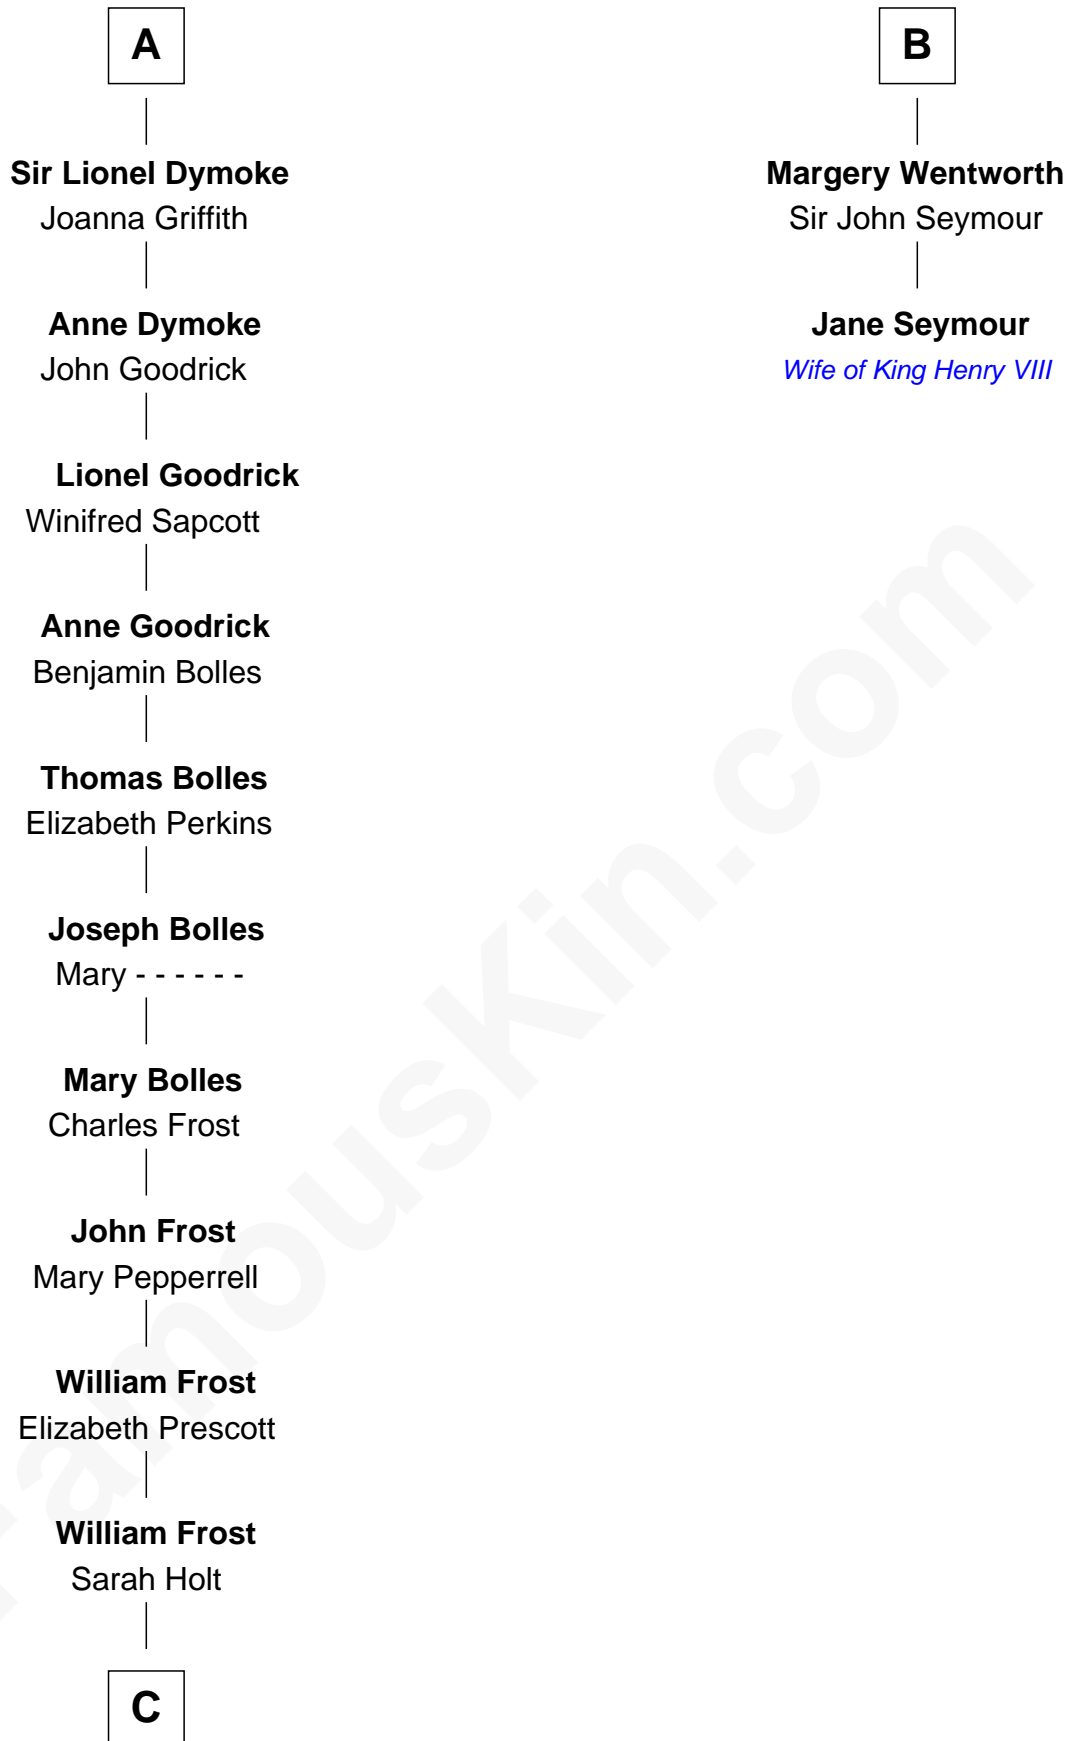 A
B
Sir Lionel Dymoke
Joanna Griffith
Margery Wentworth
Sir John Seymour
Anne Dymoke
John Goodrick
Jane Seymour
Wife of King Henry VIII
Lionel Goodrick
Winifred Sapcott
Anne Goodrick
Benjamin Bolles
Thomas Bolles
Elizabeth Perkins
Joseph Bolles
Mary - - - - - -
Mary Bolles
Charles Frost
John Frost
Mary Pepperrell
William Frost
Elizabeth Prescott
William Frost
Sarah Holt
C
FamousKin.com